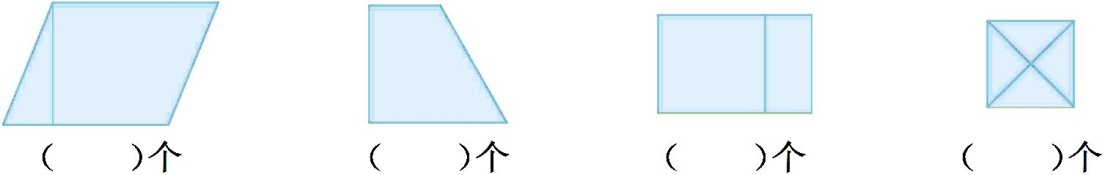 （　　）个　（　　）个　（　　）个　（　　）个